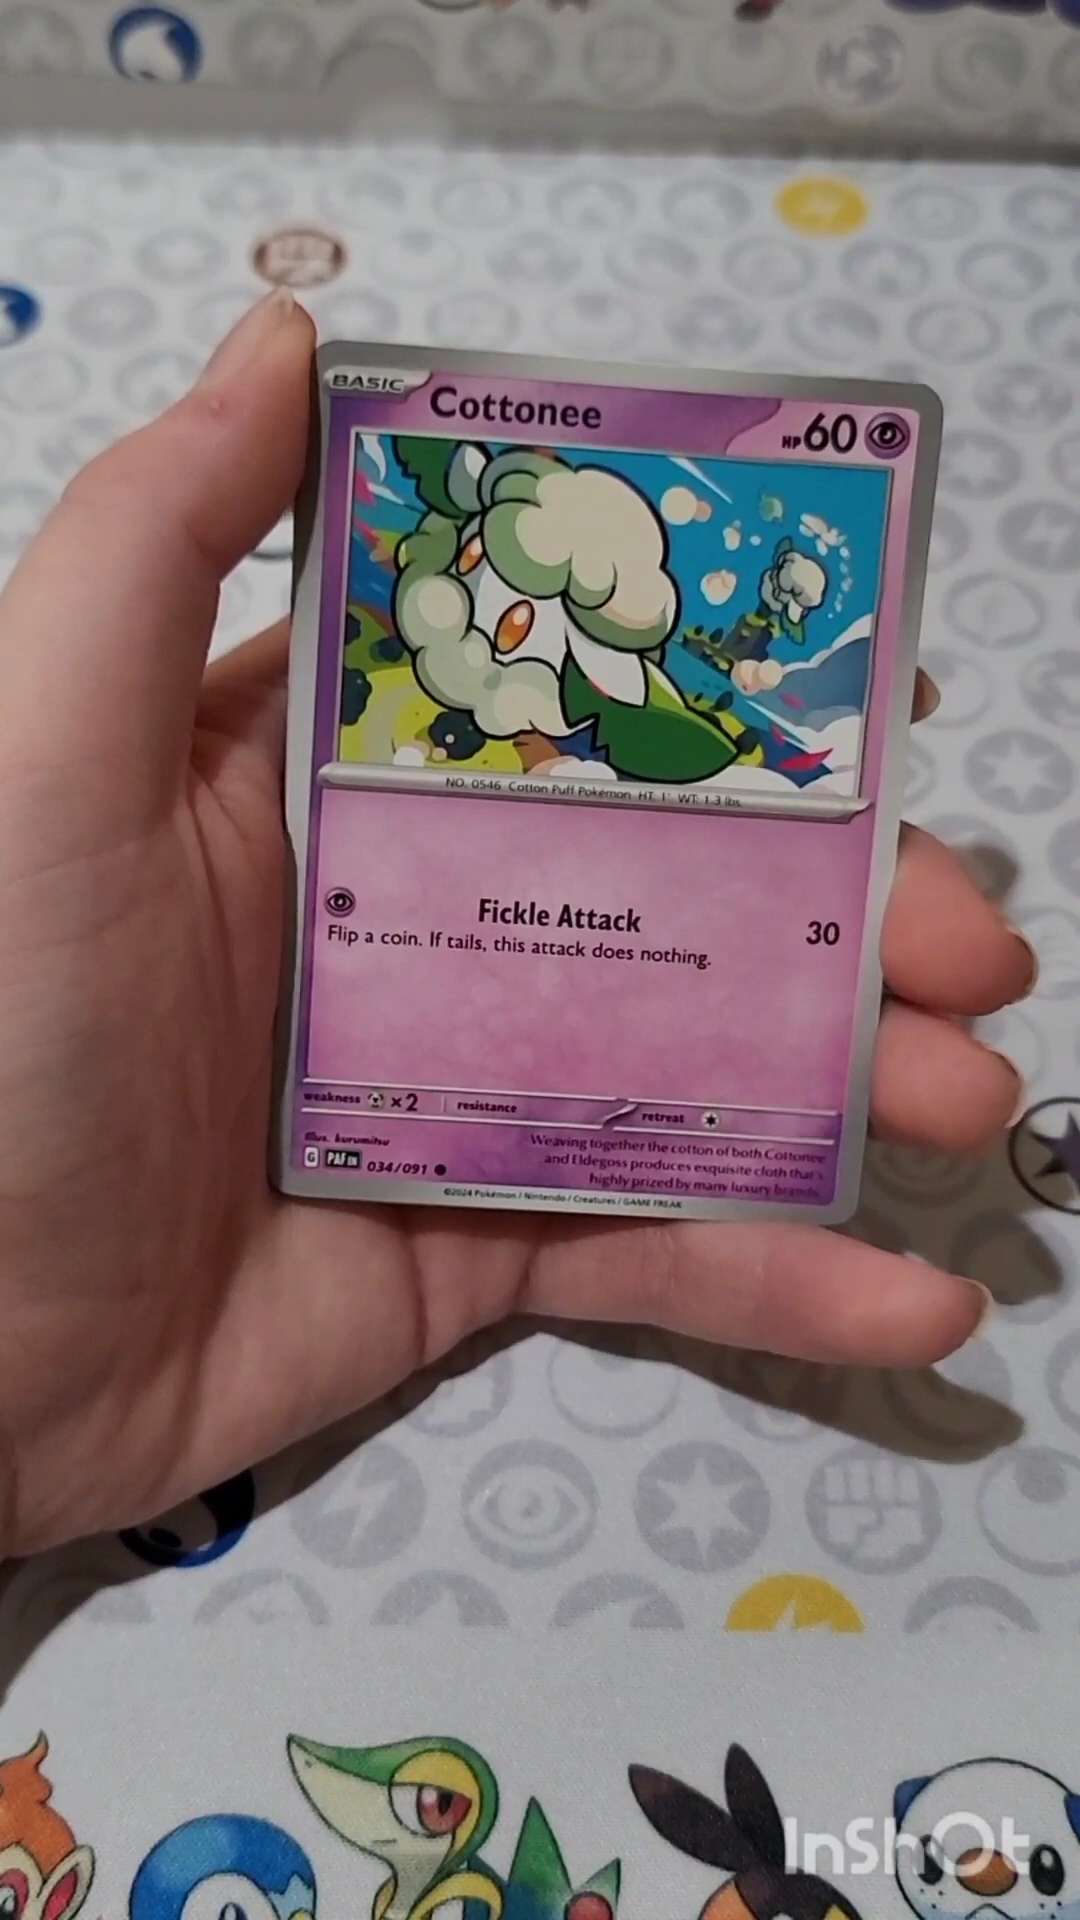 BASIC
Cottonee
HP 60
NO. 0546 Cotton Puff Pokémon HT: 1' WT: 1.3 lbs.
Fickle Attack 30
Flip a coin. If tails, this attack does nothing.
weakness ×2 resistance retreat
Illus. kurumitsu
G PAF EN 034/091
Weaving together the cotton of both Cottonee
and Eldegoss produces exquisite cloth that's
highly prized by many luxury brands.
©2024 Pokémon / Nintendo / Creatures / GAME FREAK
InShOt